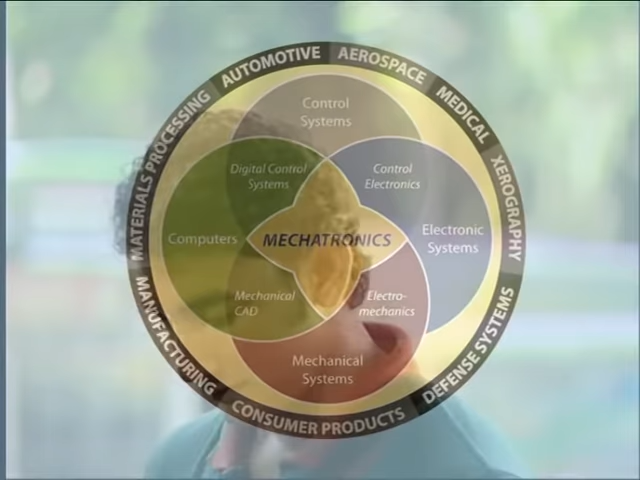 AUTOMOTIVE
AEROSPACE
MEDICAL
XEROGRAPHY
DEFENSE SYSTEMS
CONSUMER PRODUCTS
MANUFACTURING
MATERIALS PROCESSING
Control
Systems
Digital Control
Systems
Control
Electronics
Computers
MECHATRONICS
Electronic
Systems
Mechanical
CAD
Electro-
mechanics
Mechanical
Systems